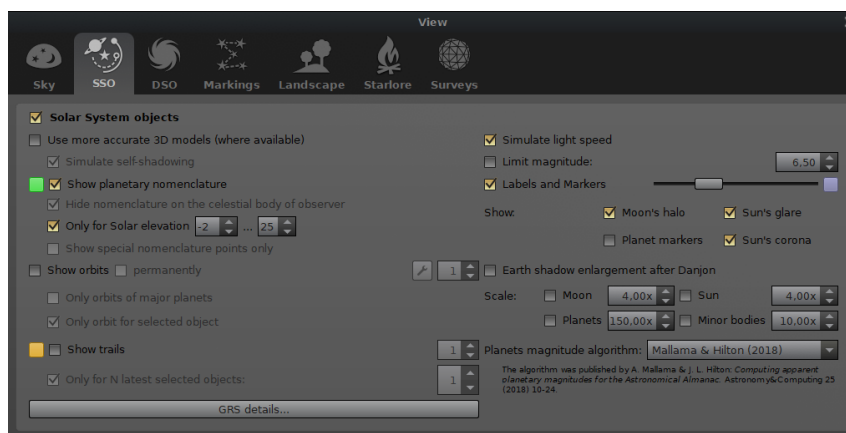 View
Sky SSO DSO Markings Landscape Starlore Surveys
Solar System objects
Use more accurate 3D models (where available)
Simulate self-shadowing
Show planetary nomenclature
Hide nomenclature on the celestial body of observer
Only for Solar elevation -2 ... 25
Show special nomenclature points only
Show orbits permanently 1
Only orbits of major planets
Only orbit for selected object
Show trails 1
Only for N latest selected objects: 1
GRS details...
Simulate light speed
Limit magnitude: 6,50
Labels and Markers
Show: Moon's halo Sun's glare
Planet markers Sun's corona
Earth shadow enlargement after Danjon
Scale: Moon 4,00x Sun 4,00x
Planets 150,00x Minor bodies 10,00x
Planets magnitude algorithm: Mallama & Hilton (2018)
The algorithm was published by A. Mallama & J. L. Hilton: Computing apparent
planetary magnitudes for the Astronomical Almanac. Astronomy&Computing 25
(2018) 10-24.